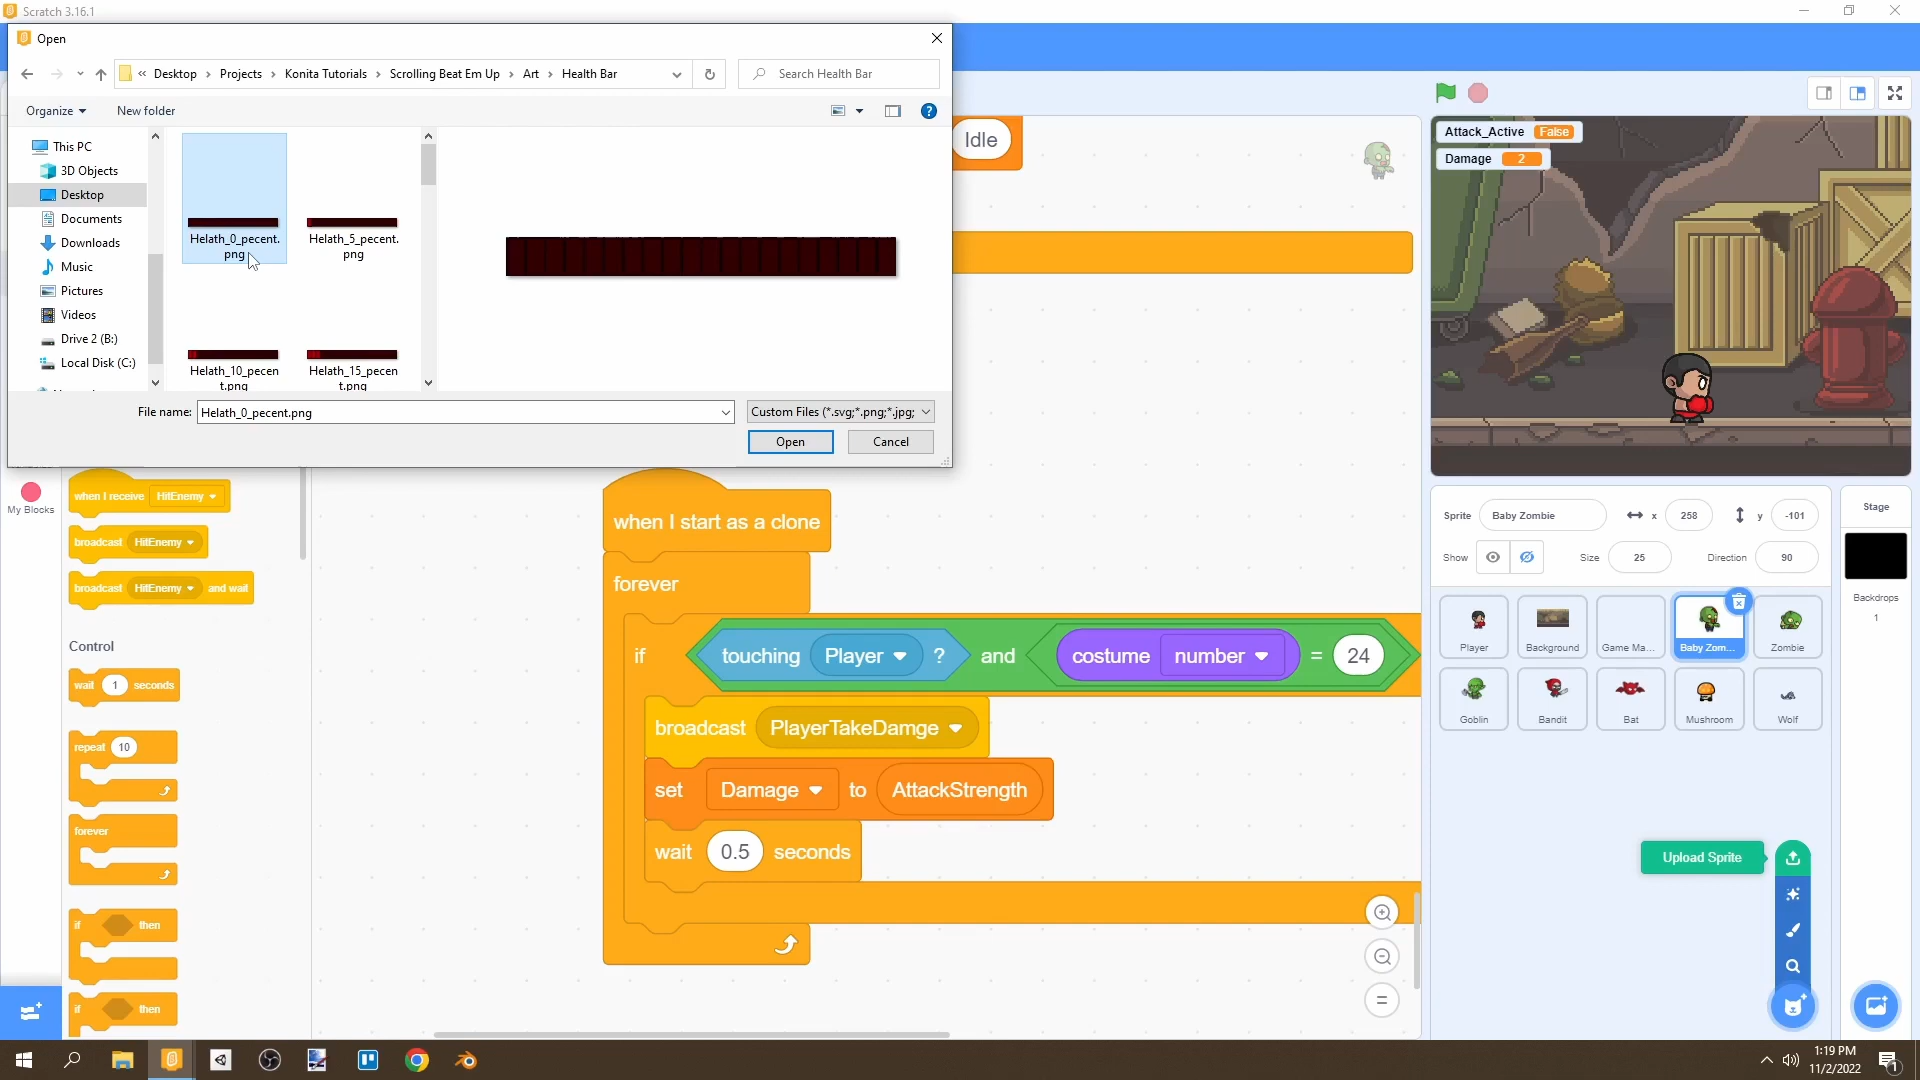 Scratch 3.16.1
Open
« Desktop › Projects › Konita Tutorials › Scrolling Beat Em Up › Art › Health Bar
Search Health Bar
Organize
New folder
This PC
3D Objects
Desktop
Documents
Downloads
Music
Pictures
Videos
Drive 2 (B:)
Local Disk (C:)
Helath_0_pecent.
png
Helath_5_pecent.
png
Helath_10_pecen
t.png
Helath_15_pecen
t.png
File name:
Helath_0_pecent.png
Custom Files (*.svg;*.png;*.jpg;
Open
Cancel
Idle
My Blocks
when I receive HitEnemy
broadcast HitEnemy
broadcast HitEnemy and wait
Control
wait 1 seconds
repeat 10
forever
if then
if then
when I start as a clone
forever
if touching Player ? and costume number = 24
broadcast PlayerTakeDamge
set Damage to AttackStrength
wait 0.5 seconds
Attack_Active False
Damage 2
Sprite Baby Zombie x 258 y -101
Show Size 25 Direction 90
Player
Background
Game Ma...
Baby Zom...
Zombie
Goblin
Bandit
Bat
Mushroom
Wolf
Stage
Backdrops
1
Upload Sprite
1:19 PM
11/2/2022
1